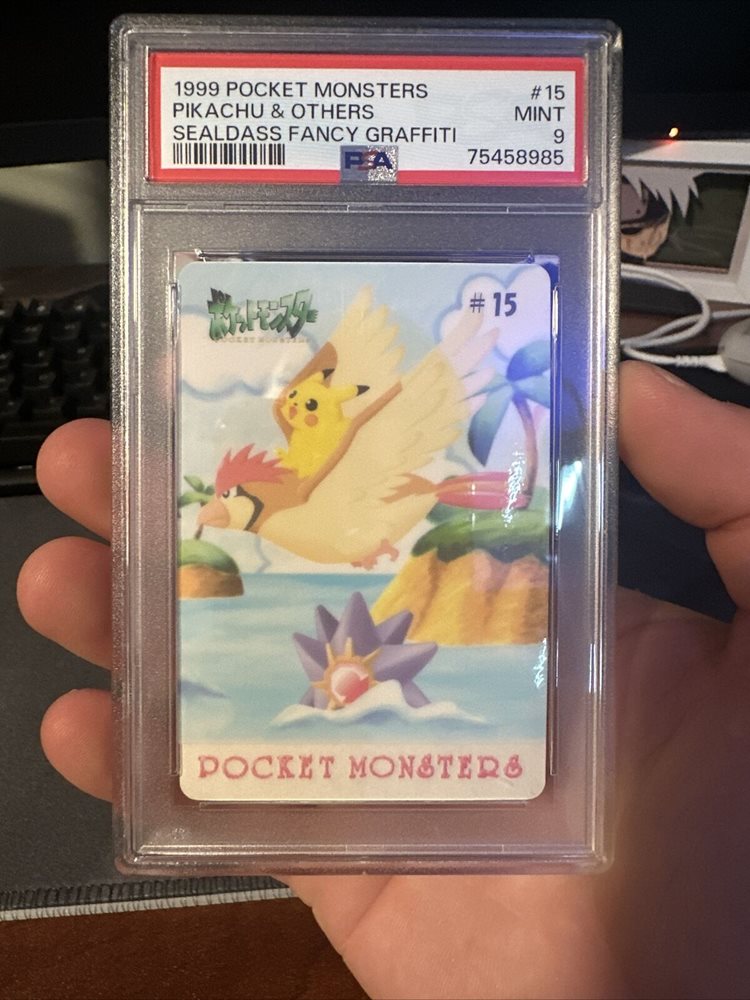 1999 POCKET MONSTERS #15
PIKACHU & OTHERS MINT
SEALDASS FANCY GRAFFITI 9
PSA 75458985
ポケットモンスター
POCKET MONSTERS
#15
POCKET MONSTERS